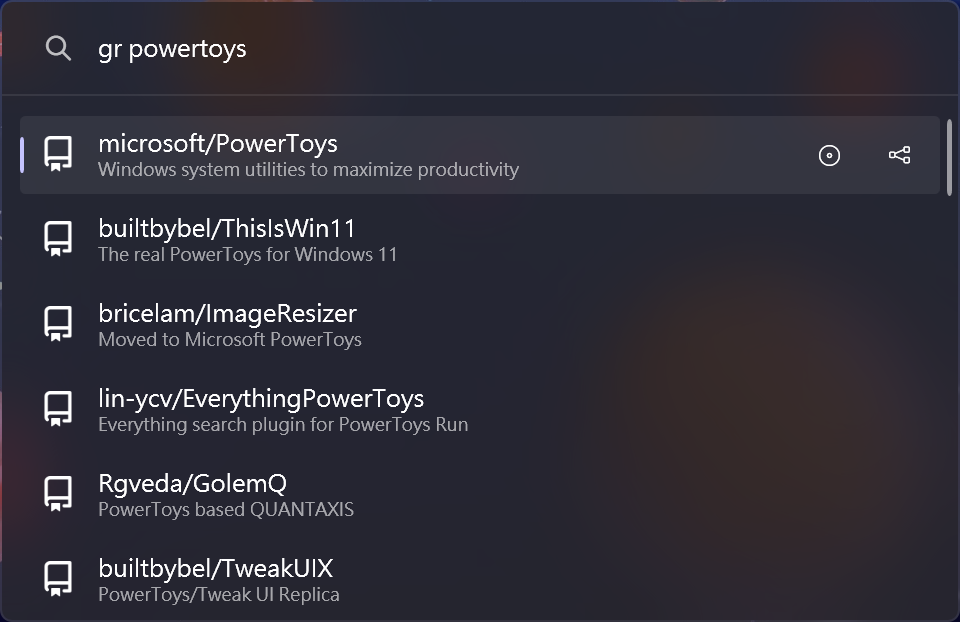 gr powertoys
microsoft/PowerToys
Windows system utilities to maximize productivity
builtbybel/ThisIsWin11
The real PowerToys for Windows 11
bricelam/ImageResizer
Moved to Microsoft PowerToys
lin-ycv/EverythingPowerToys
Everything search plugin for PowerToys Run
Rgveda/GolemQ
PowerToys based QUANTAXIS
builtbybel/TweakUIX
PowerToys/Tweak UI Replica